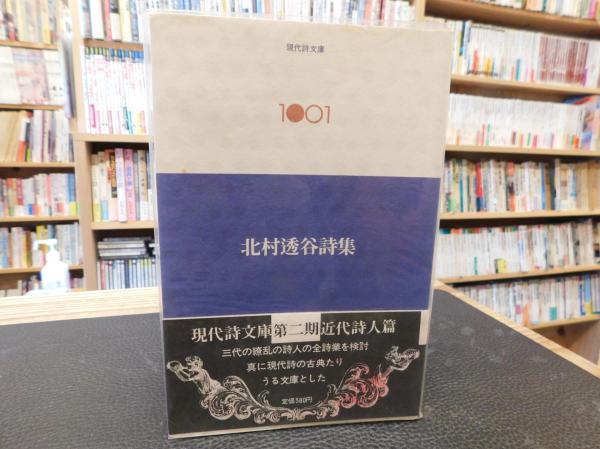 現代詩文庫
1001
北村透谷詩集
現代詩文庫第二期近代詩人篇
三代の獠乱の詩人の全詩業を検討
真に現代詩の古典たり
うる文庫とした
定価580円